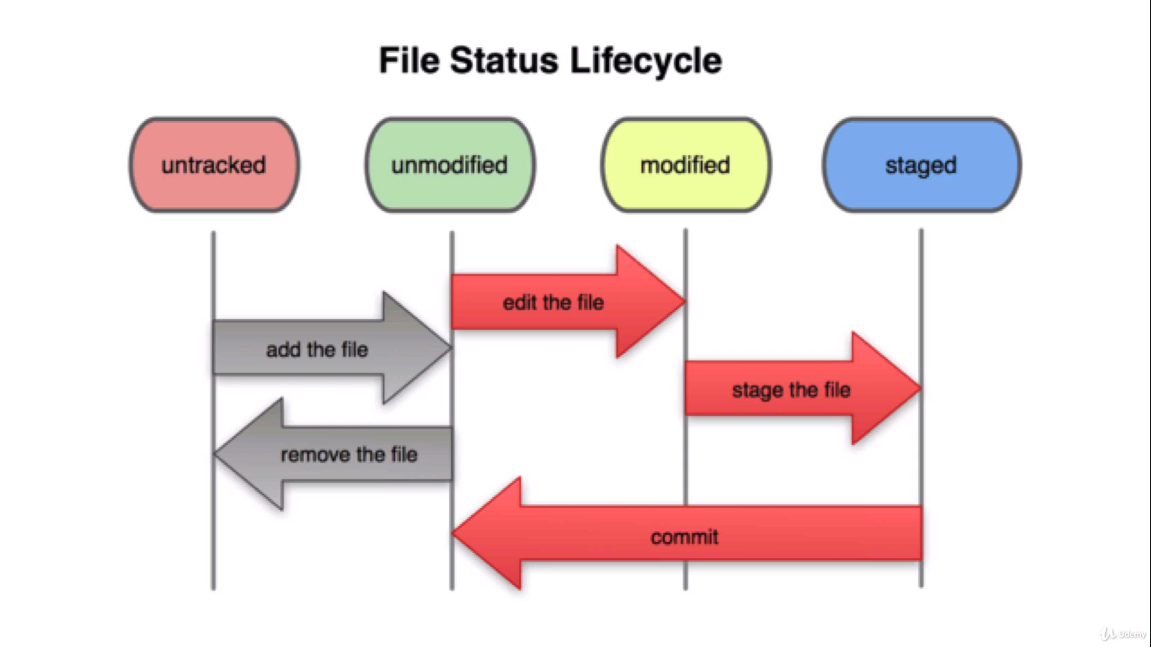 File Status Lifecycle
untracked
unmodified
modified
staged
edit the file
add the file
stage the file
remove the file
commit
Udemy